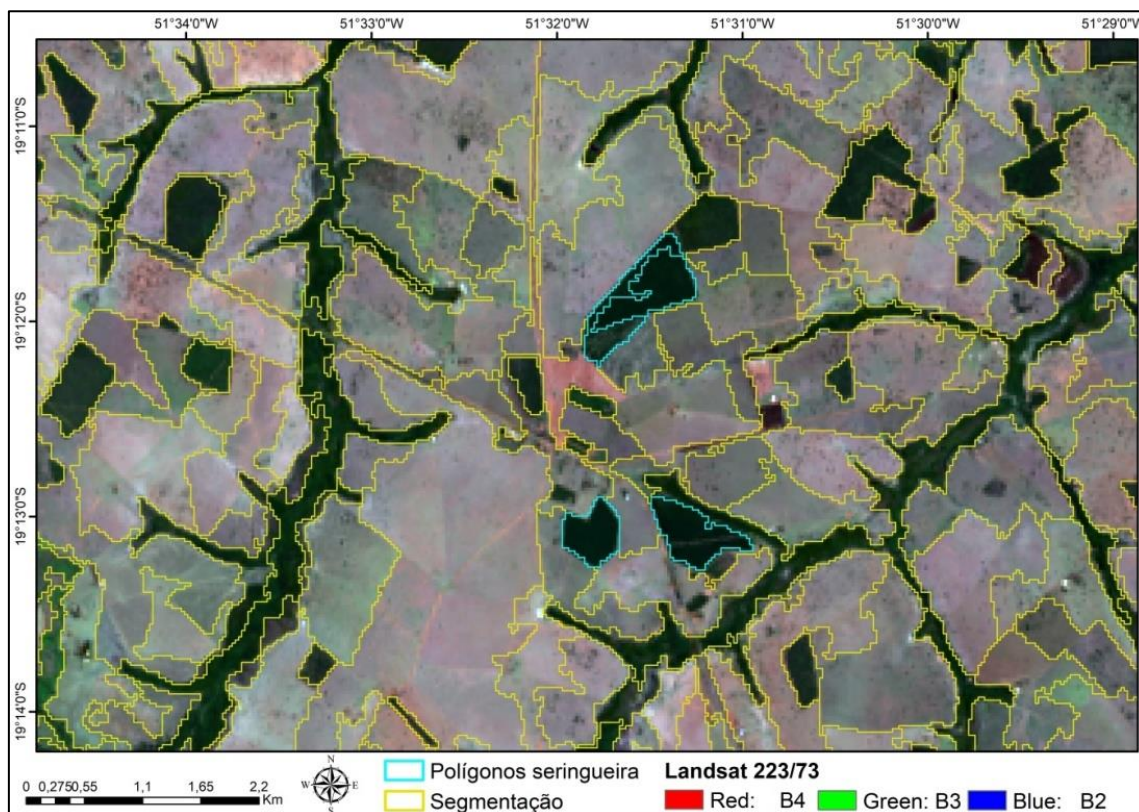 51°34'0"W 51°33'0"W 51°32'0"W 51°31'0"W 51°30'0"W 51°29'0"W
19°11'0"S
19°12'0"S
19°13'0"S
19°14'0"S
0 0,275 0,55 1,1 1,65 2,2
Km
N
W E
S
Polígonos seringueira
Segmentação
Landsat 223/73
Red: B4 Green: B3 Blue: B2